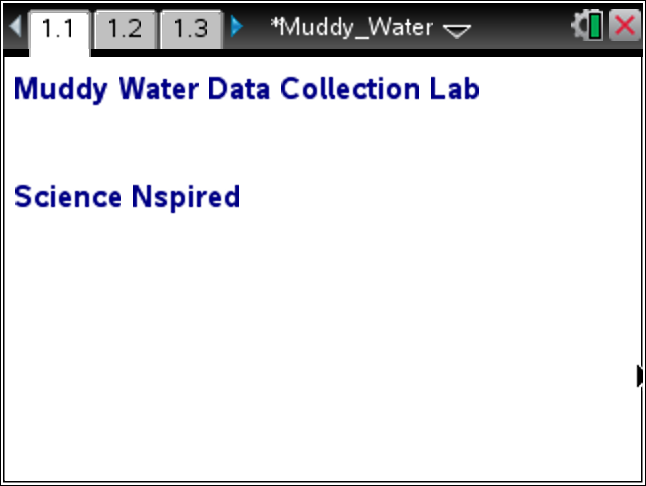 1.1 1.2 1.3 *Muddy_Water
Muddy Water Data Collection Lab
Science Nspired